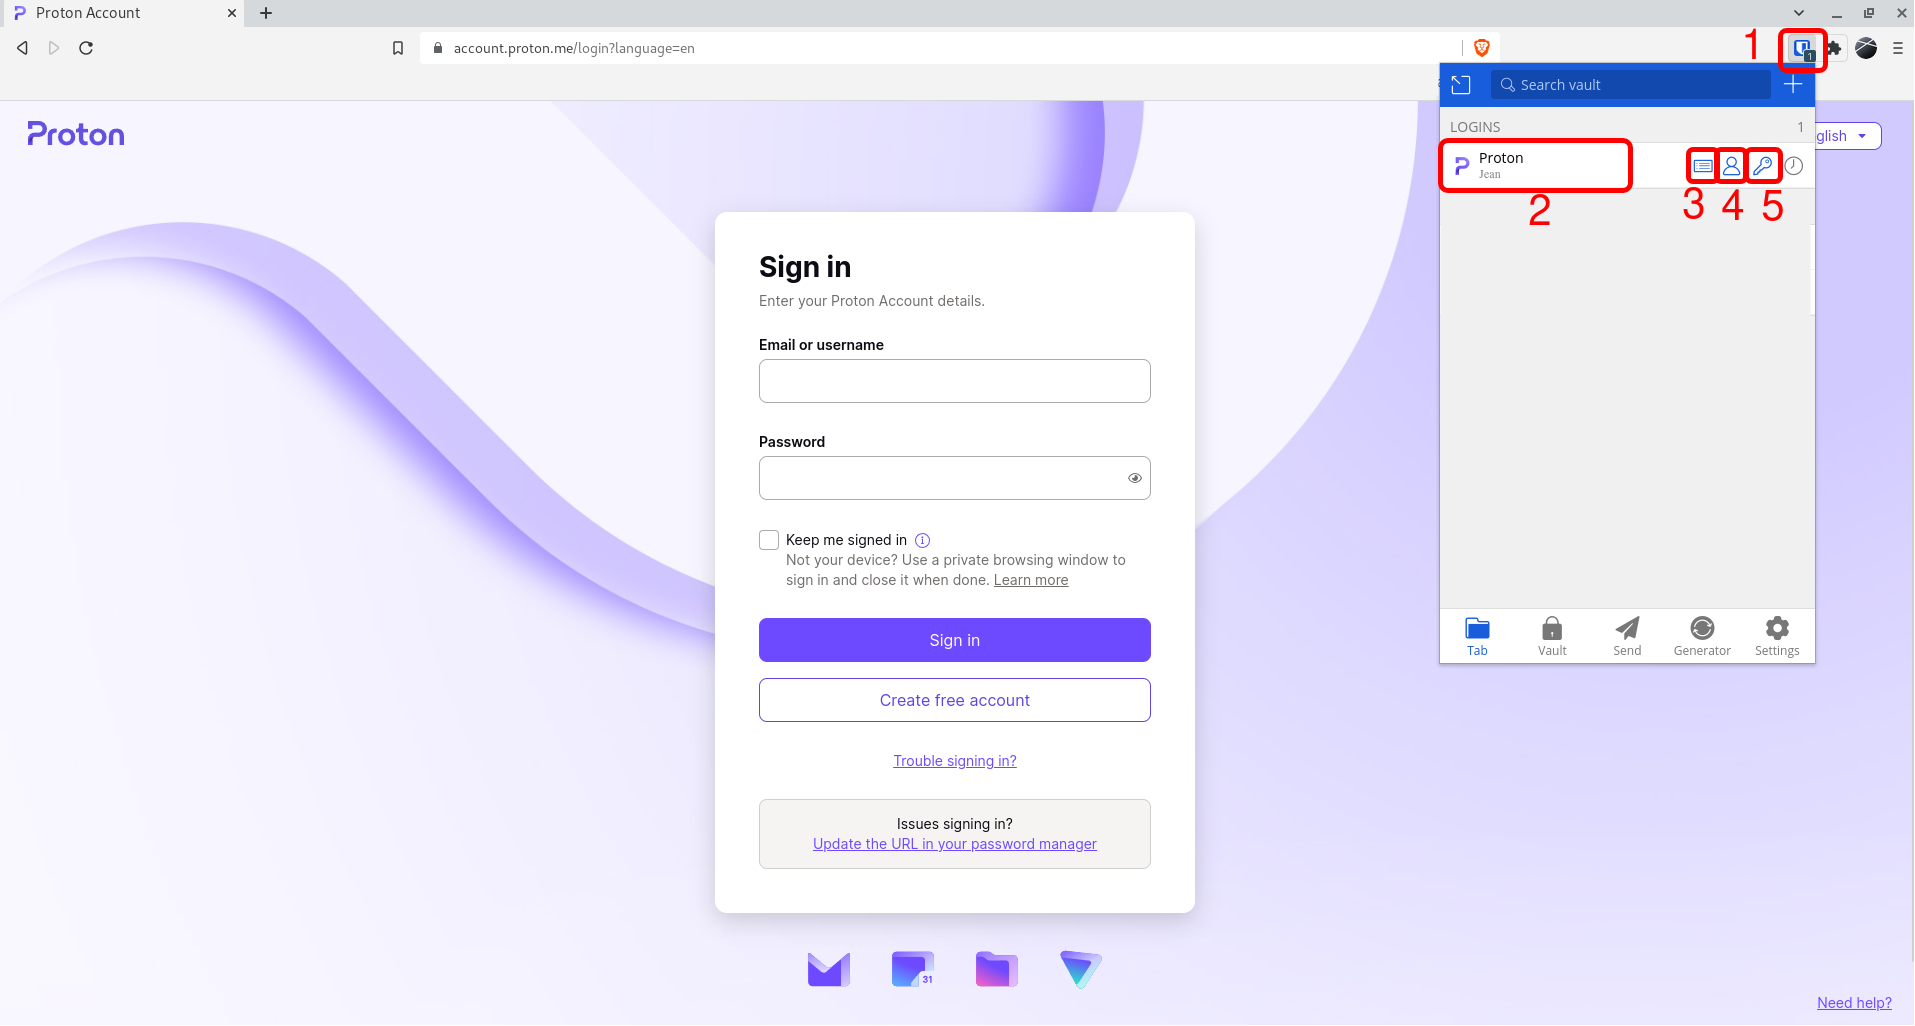 Proton Account
account.proton.me/login?language=en
1
1
Search vault
Proton
LOGINS
1
glish
Proton
Jean
2
3
4
5
Sign in
Enter your Proton Account details.
Email or username
Password
Keep me signed in
Not your device? Use a private browsing window to
sign in and close it when done. Learn more
Sign in
Create free account
Trouble signing in?
Issues signing in?
Update the URL in your password manager
Tab
Vault
Send
Generator
Settings
31
Need help?